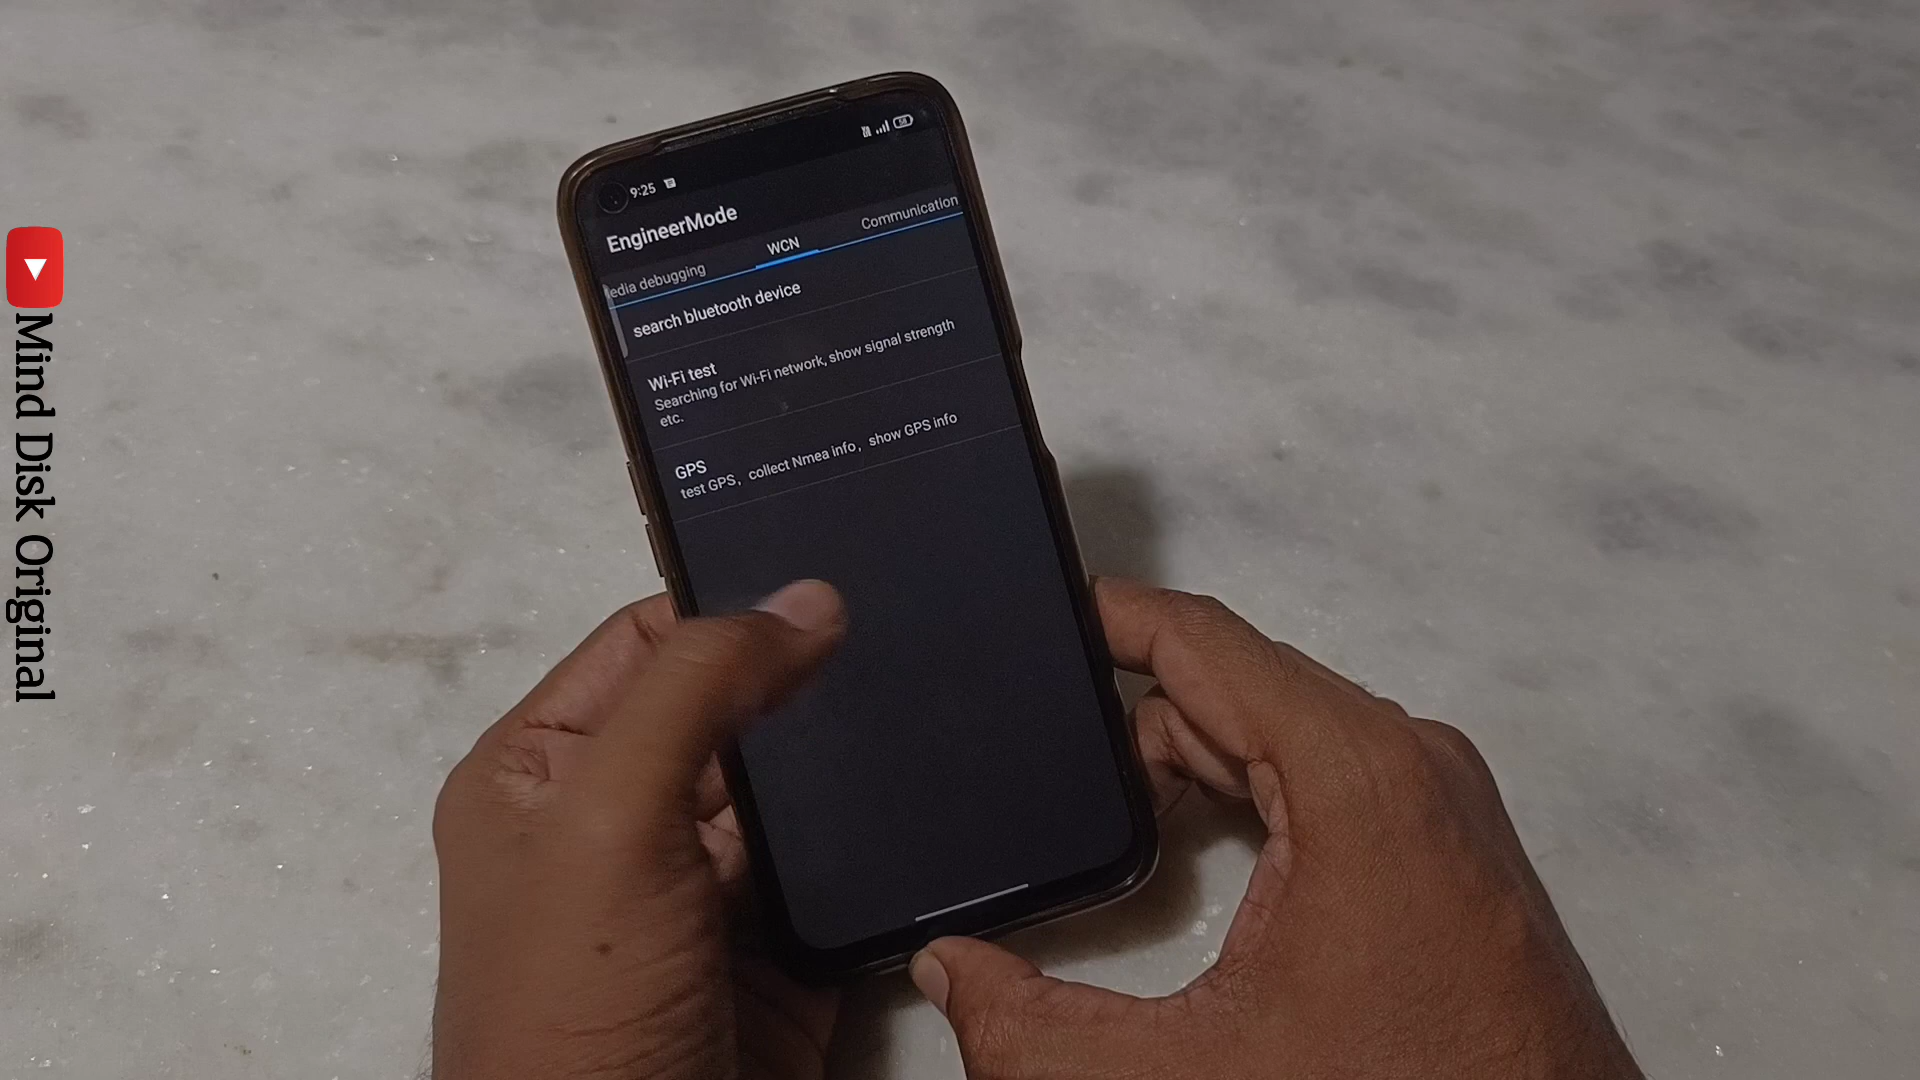 9:25
58
EngineerMode
edia debugging
WCN
Communication
search bluetooth device
Wi-Fi test
Searching for Wi-Fi network, show signal strength
etc.
GPS
test GPS, collect Nmea info, show GPS info
Mind Disk Original